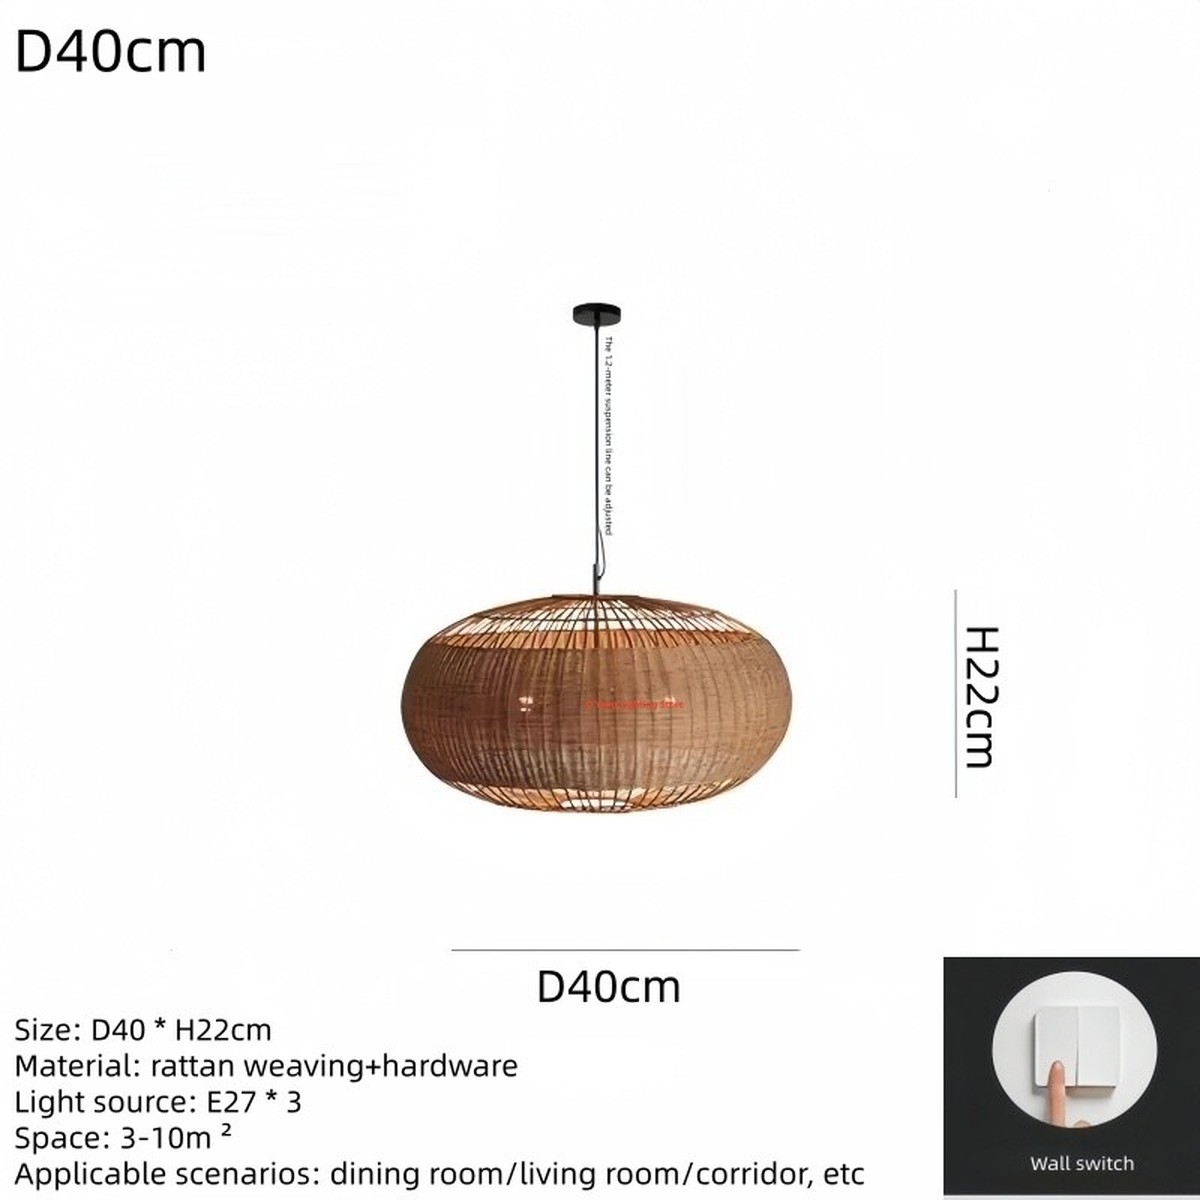 D40cm
The 1.2-meter suspension line can be adjusted
H22cm
D40cm
Size: D40 * H22cm
Material: rattan weaving+hardware
Light source: E27 * 3
Space: 3-10m ²
Applicable scenarios: dining room/living room/corridor, etc
Wall switch
Store